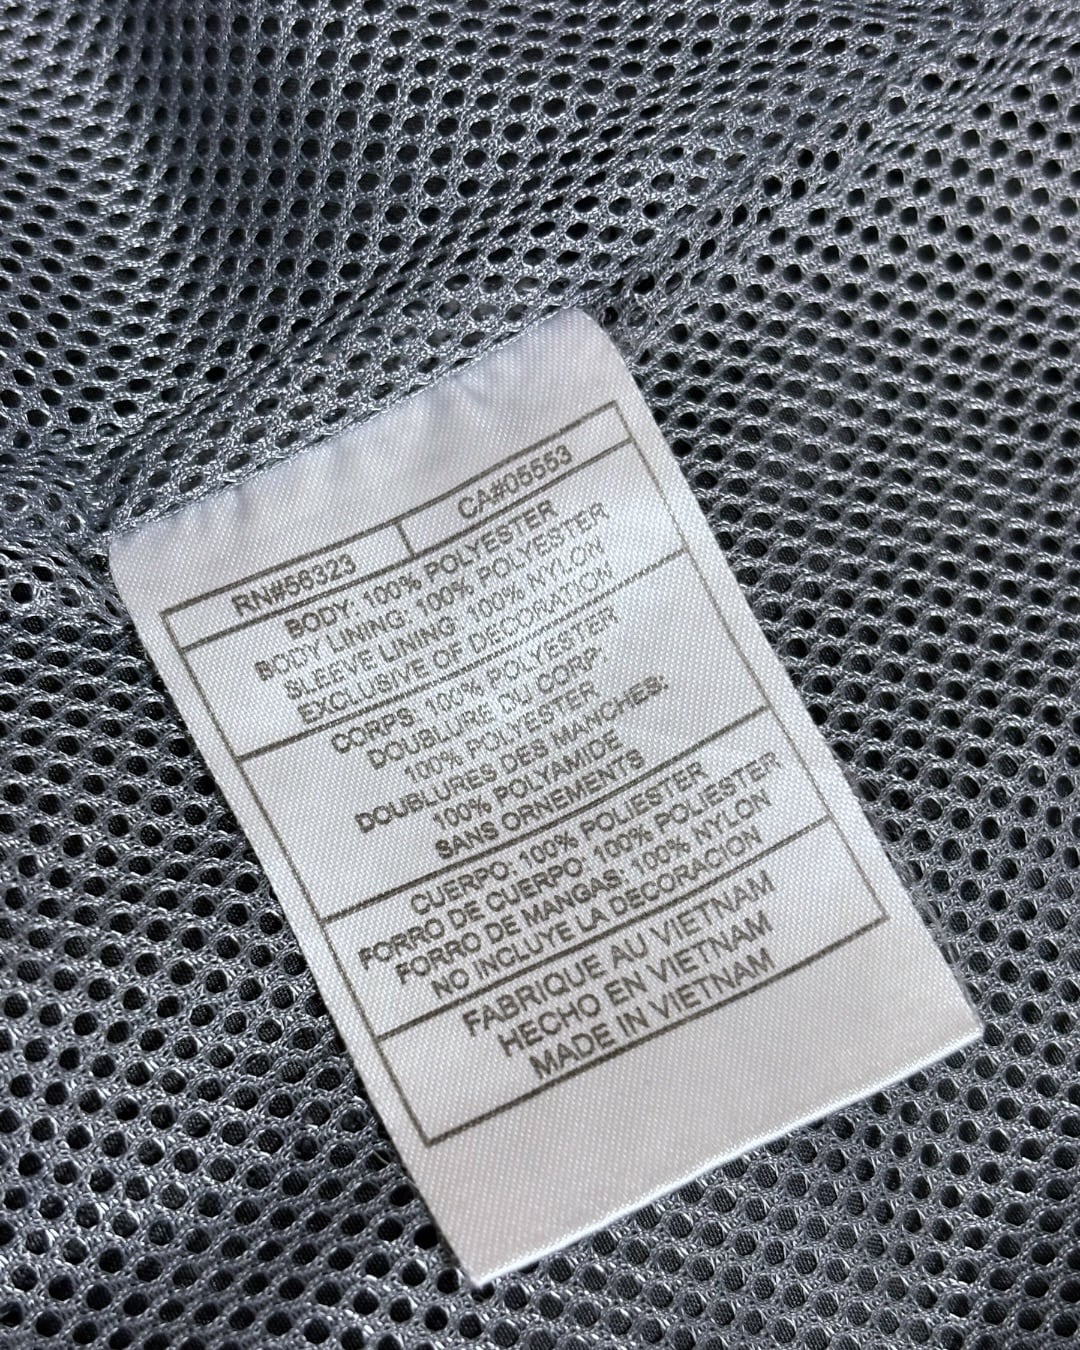 RN#56323 CA#05553
BODY: 100% POLYESTER
BODY LINING: 100% POLYESTER
SLEEVE LINING: 100% NYLON
EXCLUSIVE OF DECORATION
CORPS: 100% POLYESTER
DOUBLURE DU CORP:
100% POLYESTER
DOUBLURES DES MANCHES:
100% POLYAMIDE
SANS ORNEMENTS
CUERPO: 100% POLIESTER
FORRO DE CUERPO: 100% POLIESTER
FORRO DE MANGAS: 100% NYLON
NO INCLUYE LA DECORACION
FABRIQUE AU VIETNAM
HECHO EN VIETNAM
MADE IN VIETNAM